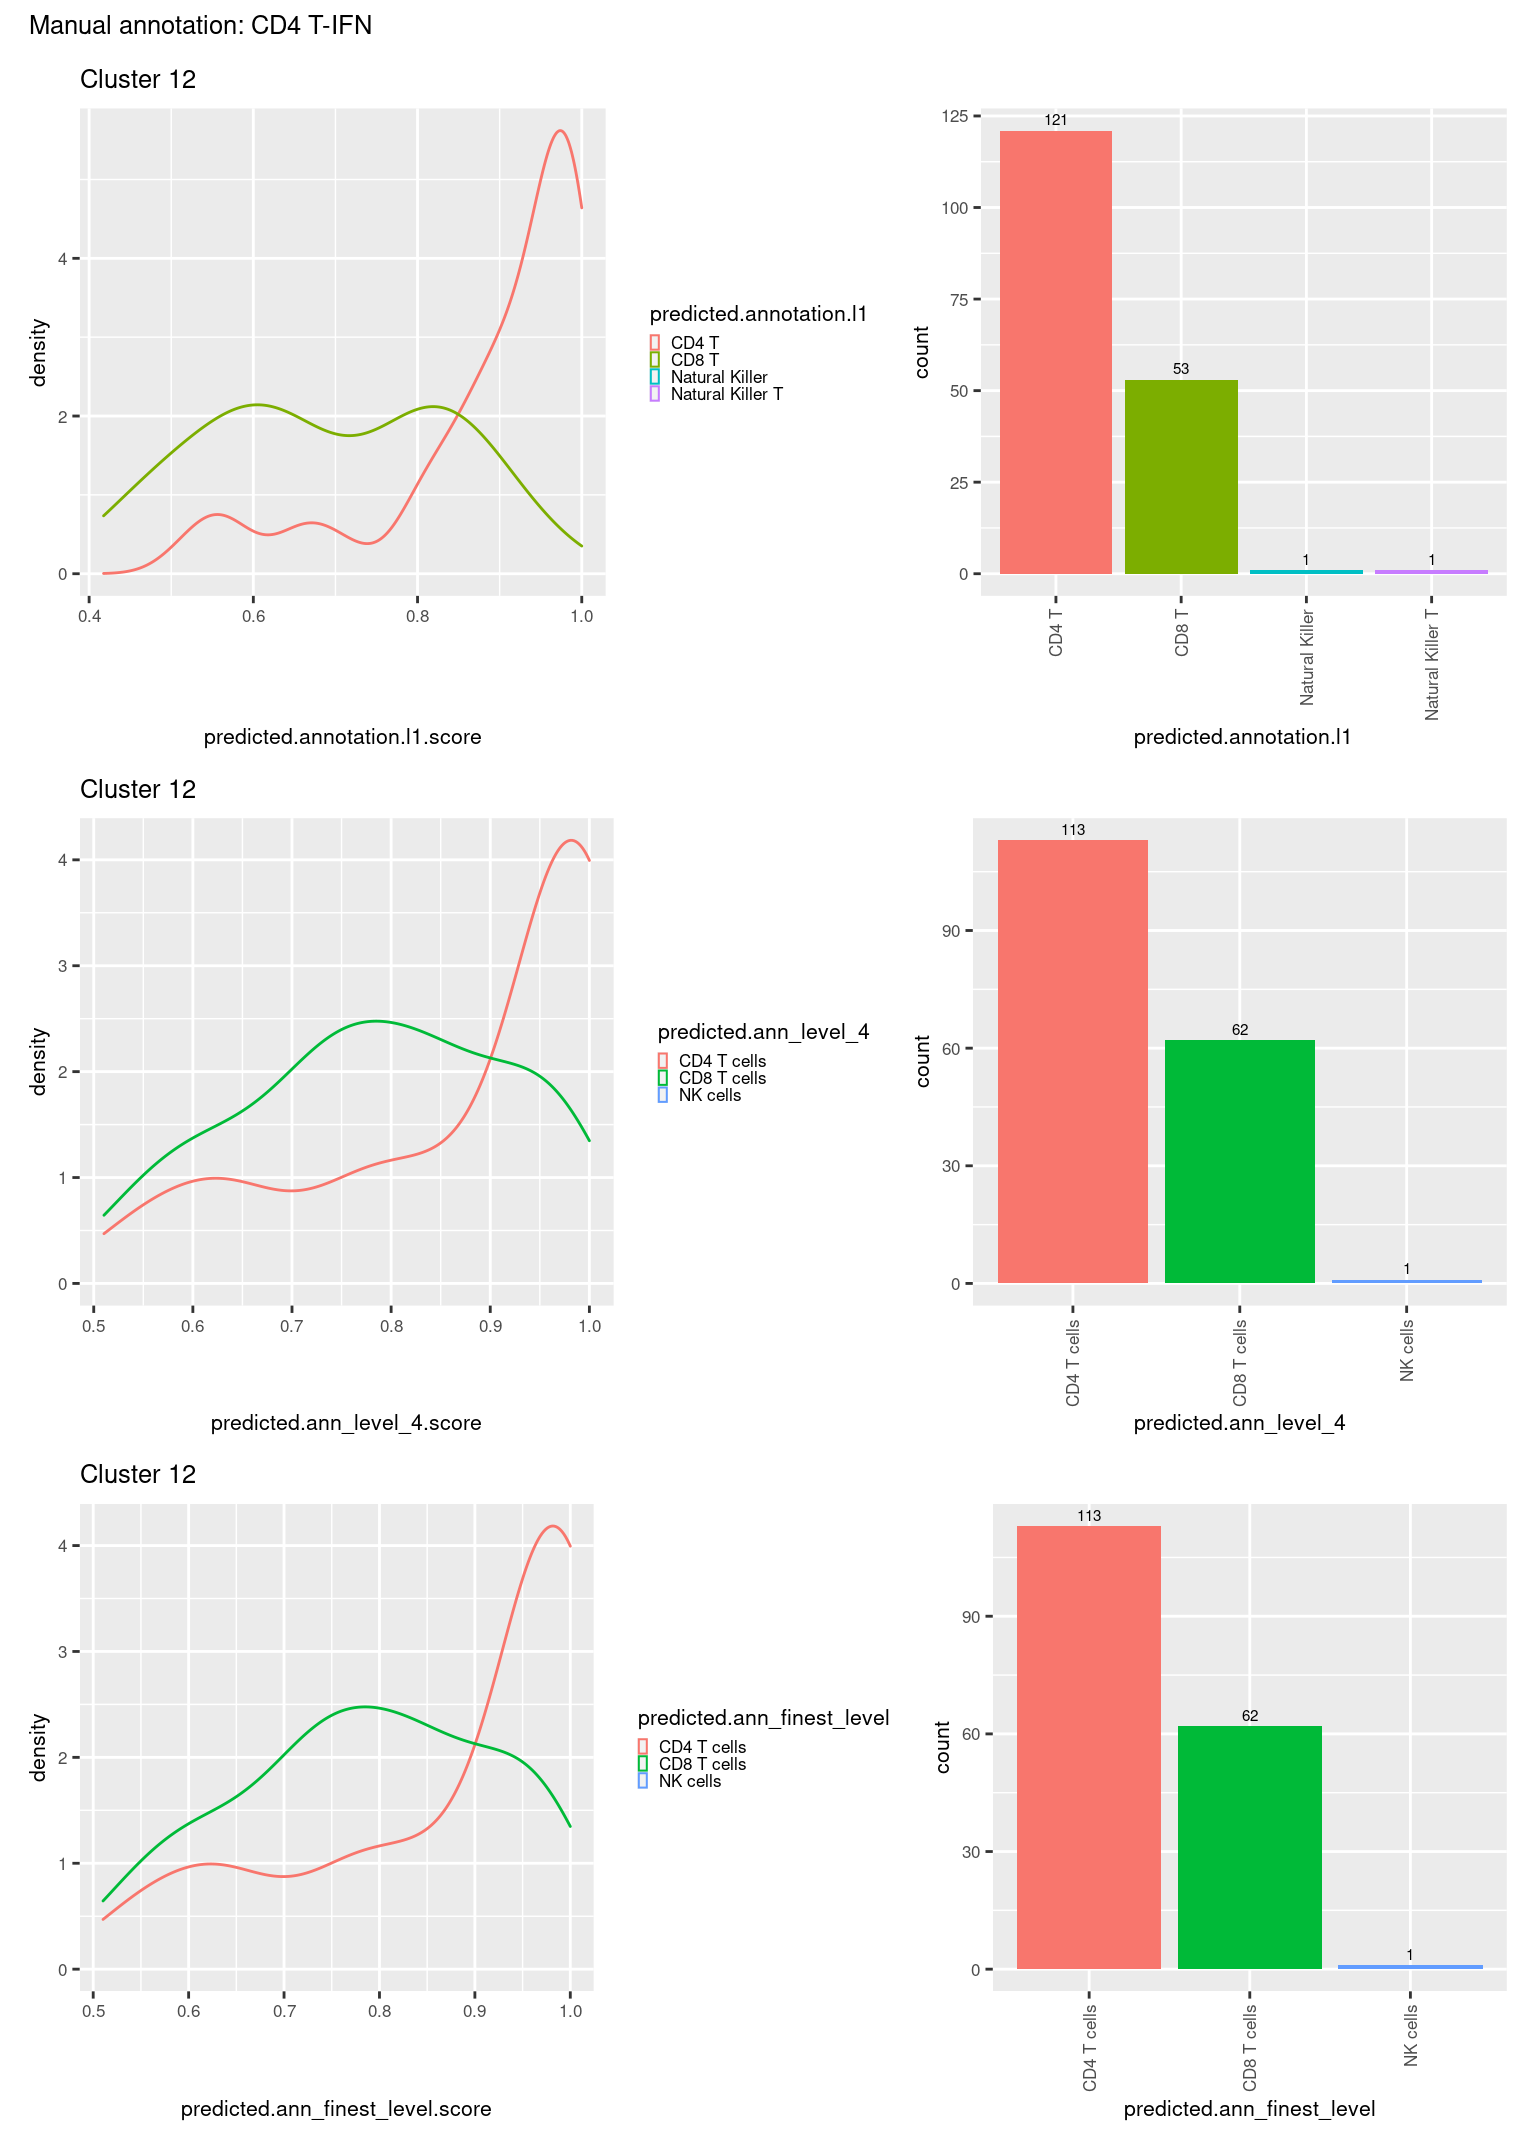 Manual annotation: CD4 T-IFN
Cluster 12
density
4
2
0
0.4
0.6
0.8
1.0
predicted.annotation.l1.score
predicted.annotation.l1
CD4 T
CD8 T
Natural Killer
Natural Killer T
count
125
100
75
50
25
0
121
53
1
1
CD4 T
CD8 T
Natural Killer
Natural Killer T
predicted.annotation.l1
Cluster 12
density
4
3
2
1
0
0.5
0.6
0.7
0.8
0.9
1.0
predicted.ann_level_4.score
predicted.ann_level_4
CD4 T cells
CD8 T cells
NK cells
count
90
60
30
0
113
62
1
CD4 T cells
CD8 T cells
NK cells
predicted.ann_level_4
Cluster 12
density
4
3
2
1
0
0.5
0.6
0.7
0.8
0.9
1.0
predicted.ann_finest_level.score
predicted.ann_finest_level
CD4 T cells
CD8 T cells
NK cells
count
90
60
30
0
113
62
1
CD4 T cells
CD8 T cells
NK cells
predicted.ann_finest_level